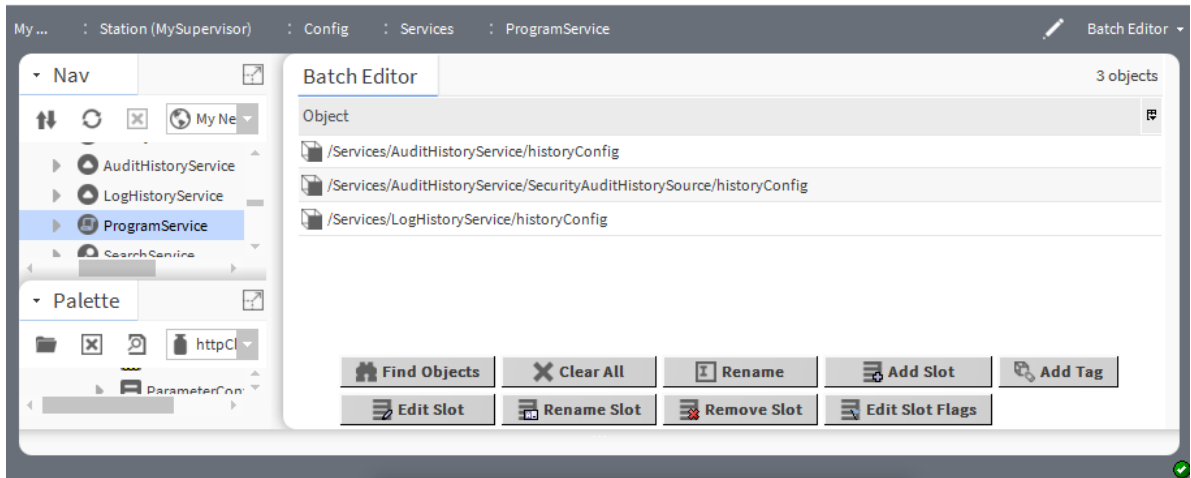 My ... : Station (MySupervisor) : Config : Services : ProgramService Batch Editor
Nav
My Ne
AuditHistoryService
LogHistoryService
ProgramService
SearchService
Palette
httpCl
ParameterCon
Batch Editor 3 objects
Object
/Services/AuditHistoryService/historyConfig
/Services/AuditHistoryService/SecurityAuditHistorySource/historyConfig
/Services/LogHistoryService/historyConfig
Find Objects Clear All Rename Add Slot Add Tag
Edit Slot Rename Slot Remove Slot Edit Slot Flags